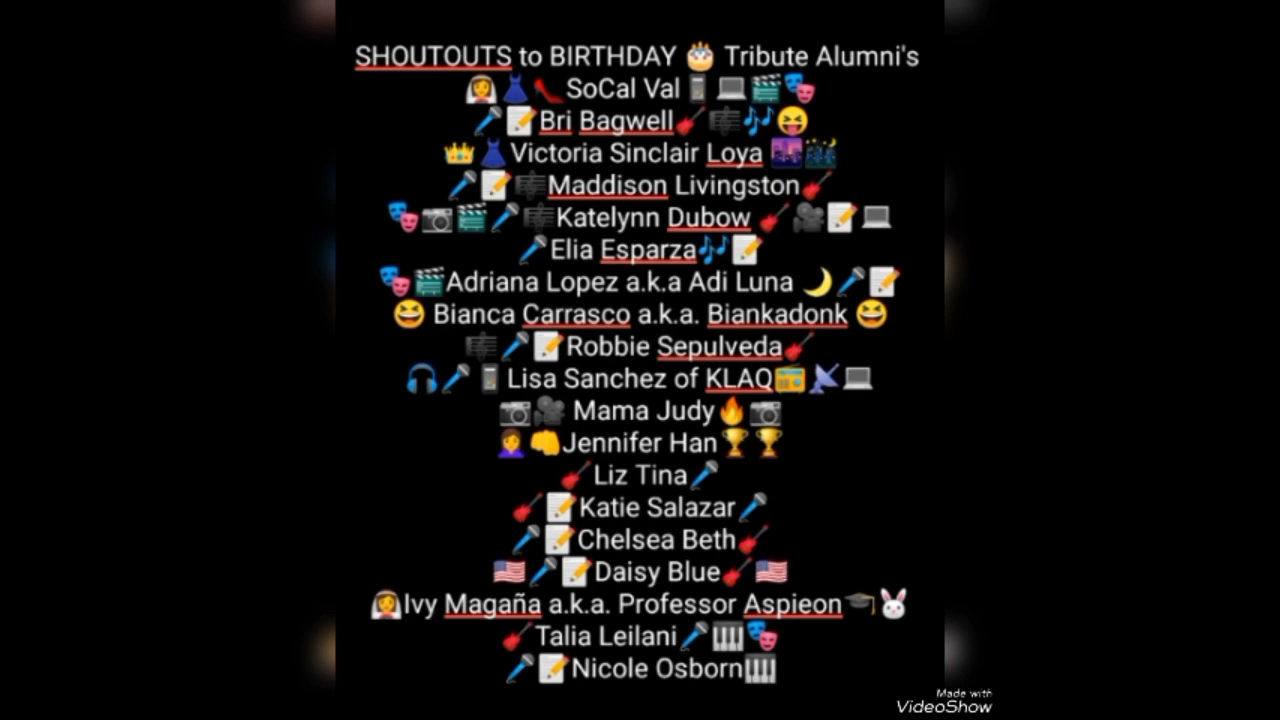 SHOUTOUTS to BIRTHDAY 🎂 Tribute Alumni's
👰👗👠SoCal Val🎚💻🎬🎭
🎤📝Bri Bagwell🎸🎼🎶😝
👑👗Victoria Sinclair Loya 🌆🌃
🎤📝🎼Maddison Livingston🎸
🎭📷🎬🎤🎼Katelynn Dubow 🎸🎥📝💻
🎤Elia Esparza🎶📝
🎭🎬Adriana Lopez a.k.a Adi Luna 🌙🎤📝
😆 Bianca Carrasco a.k.a. Biankadonk 😆
🎼🎤📝Robbie Sepulveda🎸
🎧🎤🎚Lisa Sanchez of KLAQ📻📡💻
📷🎥 Mama Judy🔥📷
🙎‍♀️👊Jennifer Han🏆🏆
🎸Liz Tina🎤
🎸📝Katie Salazar🎤
🎤📝Chelsea Beth🎸
🇺🇸🎤📝Daisy Blue🎸🇺🇸
👰Ivy Magaña a.k.a. Professor Aspieon🎓🐰
🎸Talia Leilani🎤🎹🎭
🎤📝Nicole Osborn🎹
Made with
VideoShow